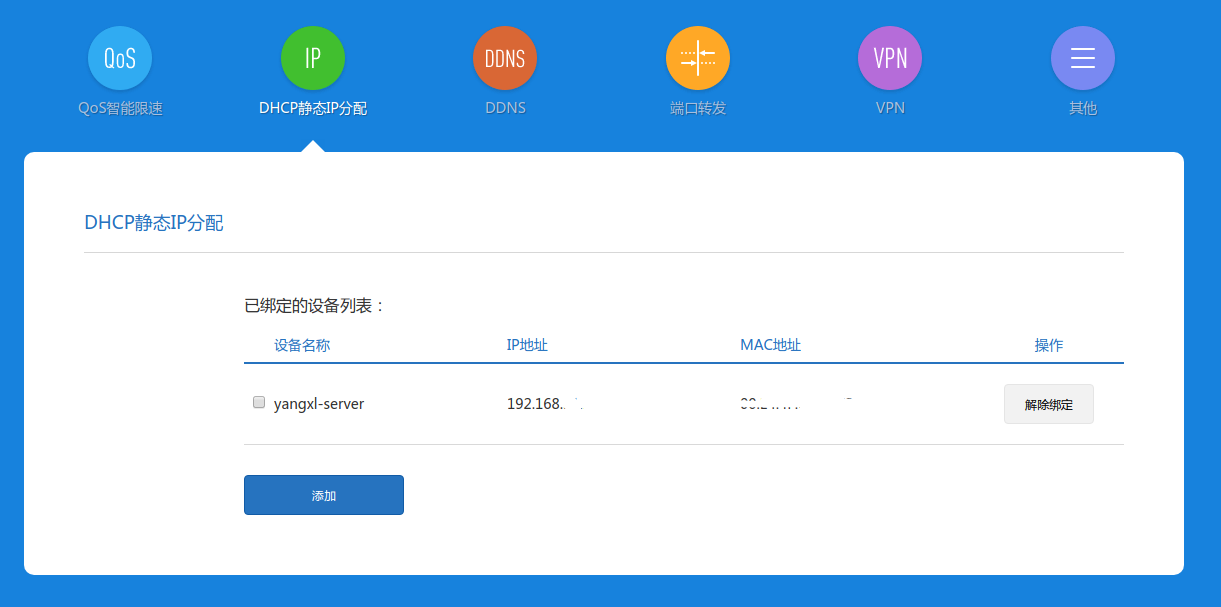 QoS IP DDNS VPN
QoS智能限速 DHCP静态IP分配 DDNS 端口转发 VPN 其他
DHCP静态IP分配
已绑定的设备列表：
设备名称 IP地址 MAC地址 操作
yangxl-server 192.168. 解除绑定
添加